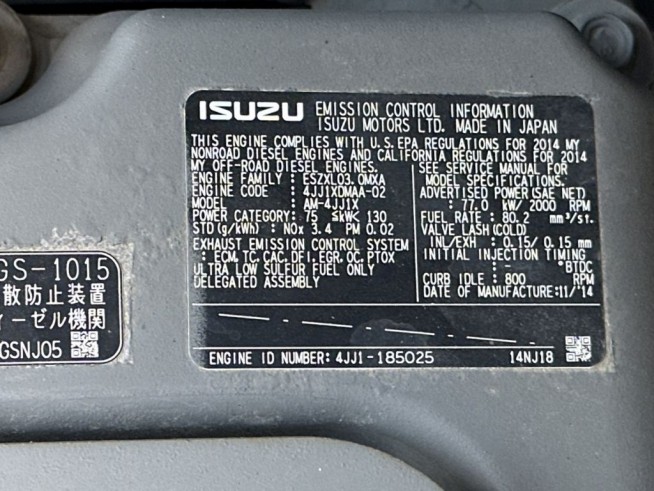 ISUZU EMISSION CONTROL INFORMATION
ISUZU MOTORS LTD. MADE IN JAPAN
THIS ENGINE COMPLIES WITH U.S. EPA REGULATIONS FOR 2014 MY
NONROAD DIESEL ENGINES AND CALIFORNIA REGULATIONS FOR 2014
MY OFF-ROAD DIESEL ENGINES.
ENGINE FAMILY : ESZXL03.0MXA
ENGINE CODE : 4JJ1XDMAA-02
MODEL : AM-4JJ1X
POWER CATEGORY: 75 ≤kW< 130
STD(g/kWh) : NOx 3.4 PM 0.02
EXHAUST EMISSION CONTROL SYSTEM
: ECM, TC, CAC, DFI, EGR, OC, PTOX
ULTRA LOW SULFUR FUEL ONLY
DELEGATED ASSEMBLY
SEE SERVICE MANUAL FOR
MODEL SPECIFICATIONS.
ADVERTISED POWER(SAE NET)
: 77.0 kW/ 2000 RPM
FUEL RATE : 80.2 mm³/st.
VALVE LASH(COLD)
IN/EXH : 0.15/ 0.15 mm
INITIAL INJECTION TIMING
: - °BTDC
CURB IDLE : 800 RPM
DATE OF MANUFACTURE:11/'14
ENGINE ID NUMBER: 4JJ1-185025 14NJ18
GS-1015
散防止装置
ィーゼル機関
GSNJ05